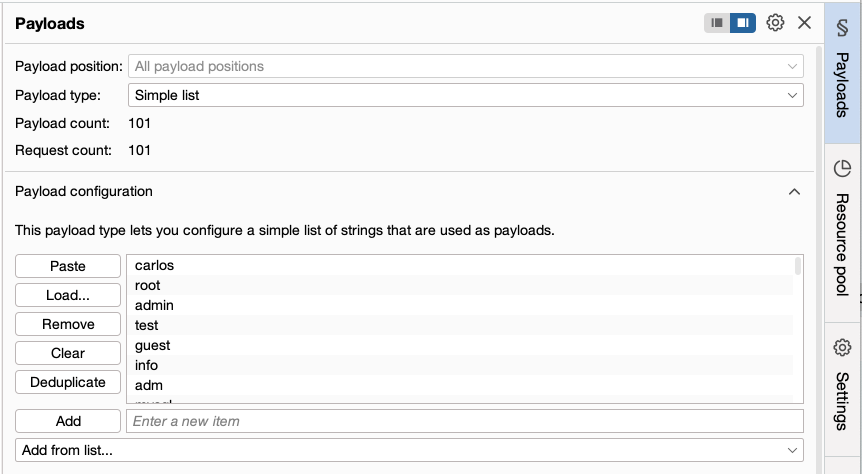 Payloads
Payload position: All payload positions
Payload type: Simple list
Payload count: 101
Request count: 101
Payload configuration
This payload type lets you configure a simple list of strings that are used as payloads.
Paste
Load...
Remove
Clear
Deduplicate
carlos
root
admin
test
guest
info
adm
Add
Enter a new item
Add from list...
Payloads
Resource pool
Settings